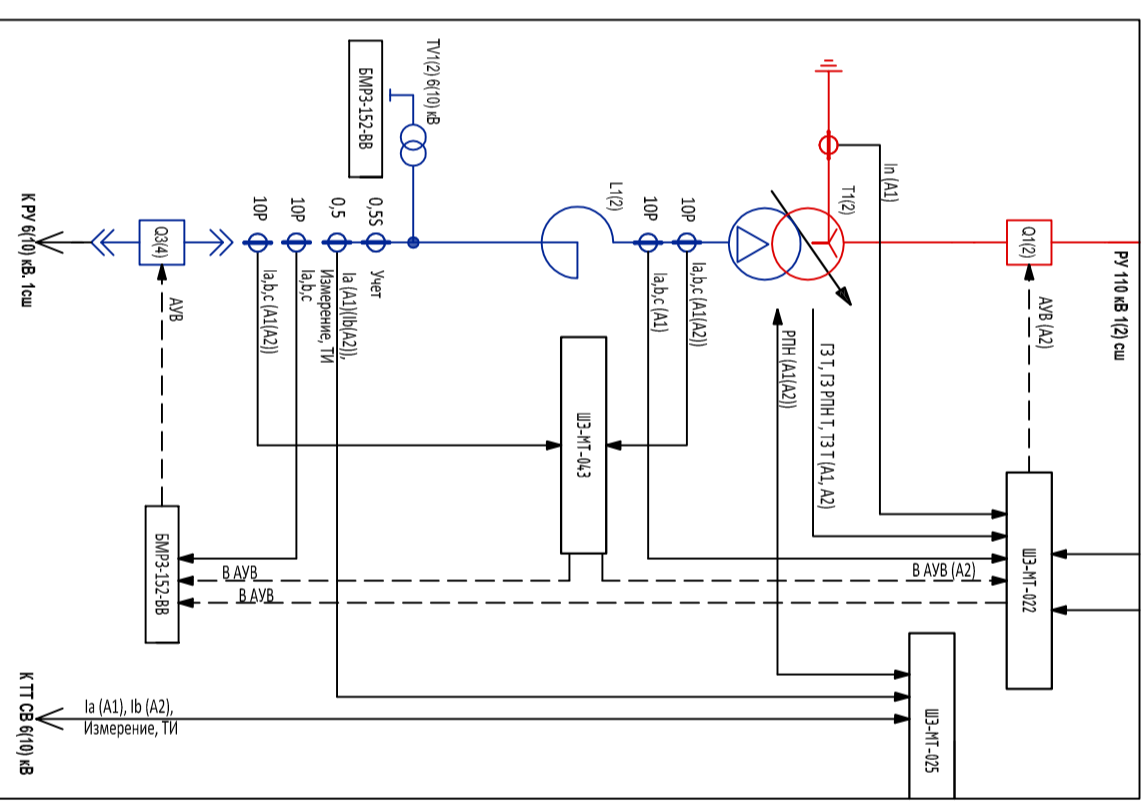 РУ 110 кВ 1(2) сш
Q1(2)
АУВ (А2)
ШЭ-МТ-022
In (A1)
T1(2)
ГЗ Т, ГЗ РПН Т, ТЗ Т (А1, А2)
РПН (А1(А2))
В АУВ (А2)
ШЭ-МТ-025
10Р
Ia,b,c (A1(A2))
10Р
Ia,b,c (A1)
L1(2)
ШЭ-МТ-043
TV1(2) 6(10) кВ
БМРЗ-152-ВВ
0,5S
Учет
0,5
Ia (A1)(Ib(A2)),
Измерение, ТИ
10Р
Ia,b,c
10Р
Ia,b,c (A1(A2))
Q3(4)
АУВ
БМРЗ-152-ВВ
В АУВ
В АУВ
К РУ 6(10) кВ. 1сш
Ia (A1), Ib (A2),
Измерение, ТИ
К ТТ СВ 6(10) кВ